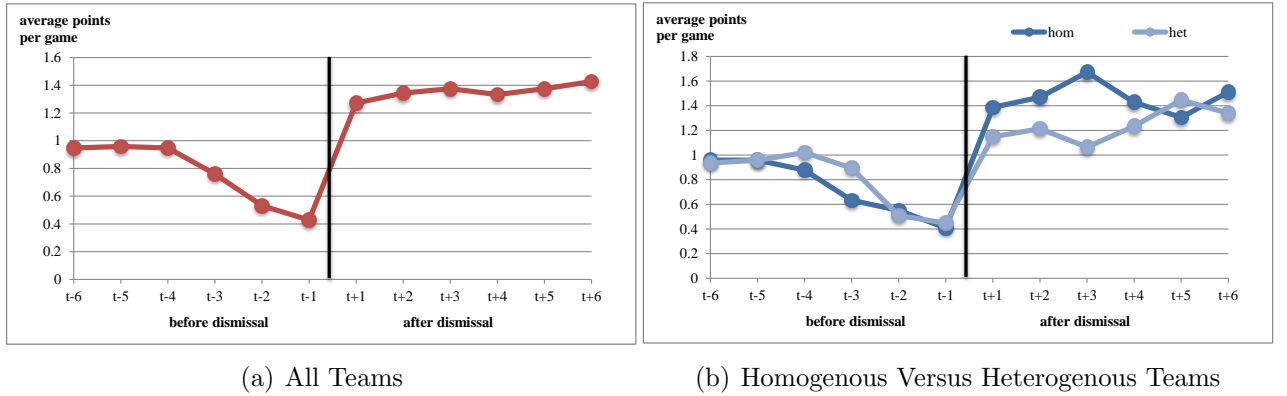 average points
per game
1.6
1.4
1.2
1
0.8
0.6
0.4
0.2
0
t-6 t-5 t-4 t-3 t-2 t-1 t+1 t+2 t+3 t+4 t+5 t+6
before dismissal after dismissal
(a) All Teams
average points
per game
hom het
1.8
1.6
1.4
1.2
1
0.8
0.6
0.4
0.2
0
t-6 t-5 t-4 t-3 t-2 t-1 t+1 t+2 t+3 t+4 t+5 t+6
before dismissal after dismissal
(b) Homogenous Versus Heterogenous Teams